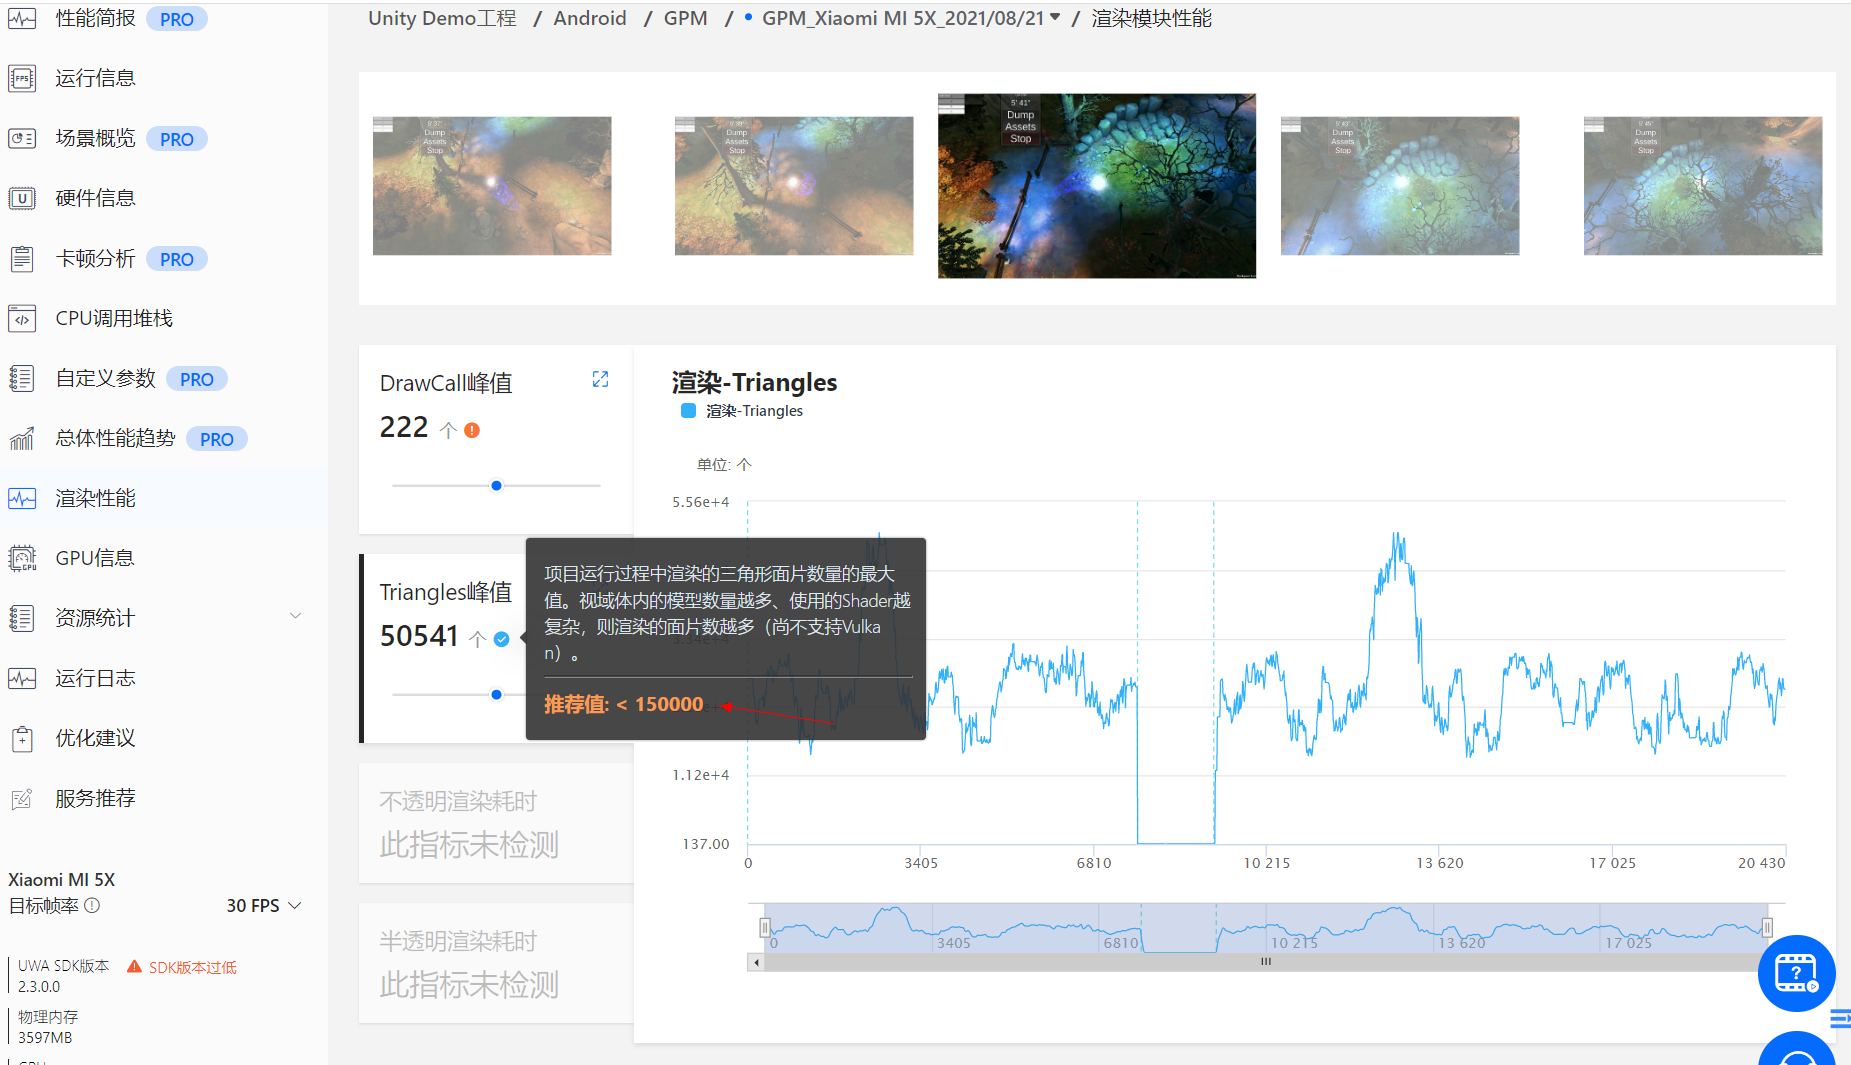 性能简报 PRO
运行信息
场景概览 PRO
硬件信息
卡顿分析 PRO
CPU调用堆栈
自定义参数 PRO
总体性能趋势 PRO
渲染性能
GPU信息
资源统计
运行日志
优化建议
服务推荐
Xiaomi MI 5X
目标帧率 30 FPS
UWA SDK版本 SDK版本过低
2.3.0.0
物理内存
3597MB
Unity Demo工程 / Android / GPM / GPM_Xiaomi MI 5X_2021/08/21 / 渲染模块性能
5' 37"
Dump
Assets
Stop
5' 39"
Dump
Assets
Stop
5' 41"
Dump
Assets
Stop
5' 43"
Dump
Assets
Stop
5' 45"
Dump
Assets
Stop
DrawCall峰值
222 个
Triangles峰值
50541 个
不透明渲染耗时
此指标未检测
半透明渲染耗时
此指标未检测
项目运行过程中渲染的三角形面片数量的最大
值。视域体内的模型数量越多、使用的Shader越
复杂，则渲染的面片数越多（尚不支持Vulka
n）。
推荐值: < 150000
渲染-Triangles
渲染-Triangles
单位: 个
5.56e+4
1.12e+4
137.00
0 3405 6810 10 215 13 620 17 025 20 430
0 3405 6810 10 215 13 620 17 025